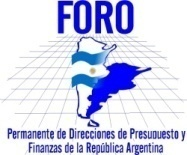 FORO
Permanente de Direcciones de Presupuesto y
Finanzas de la República Argentina